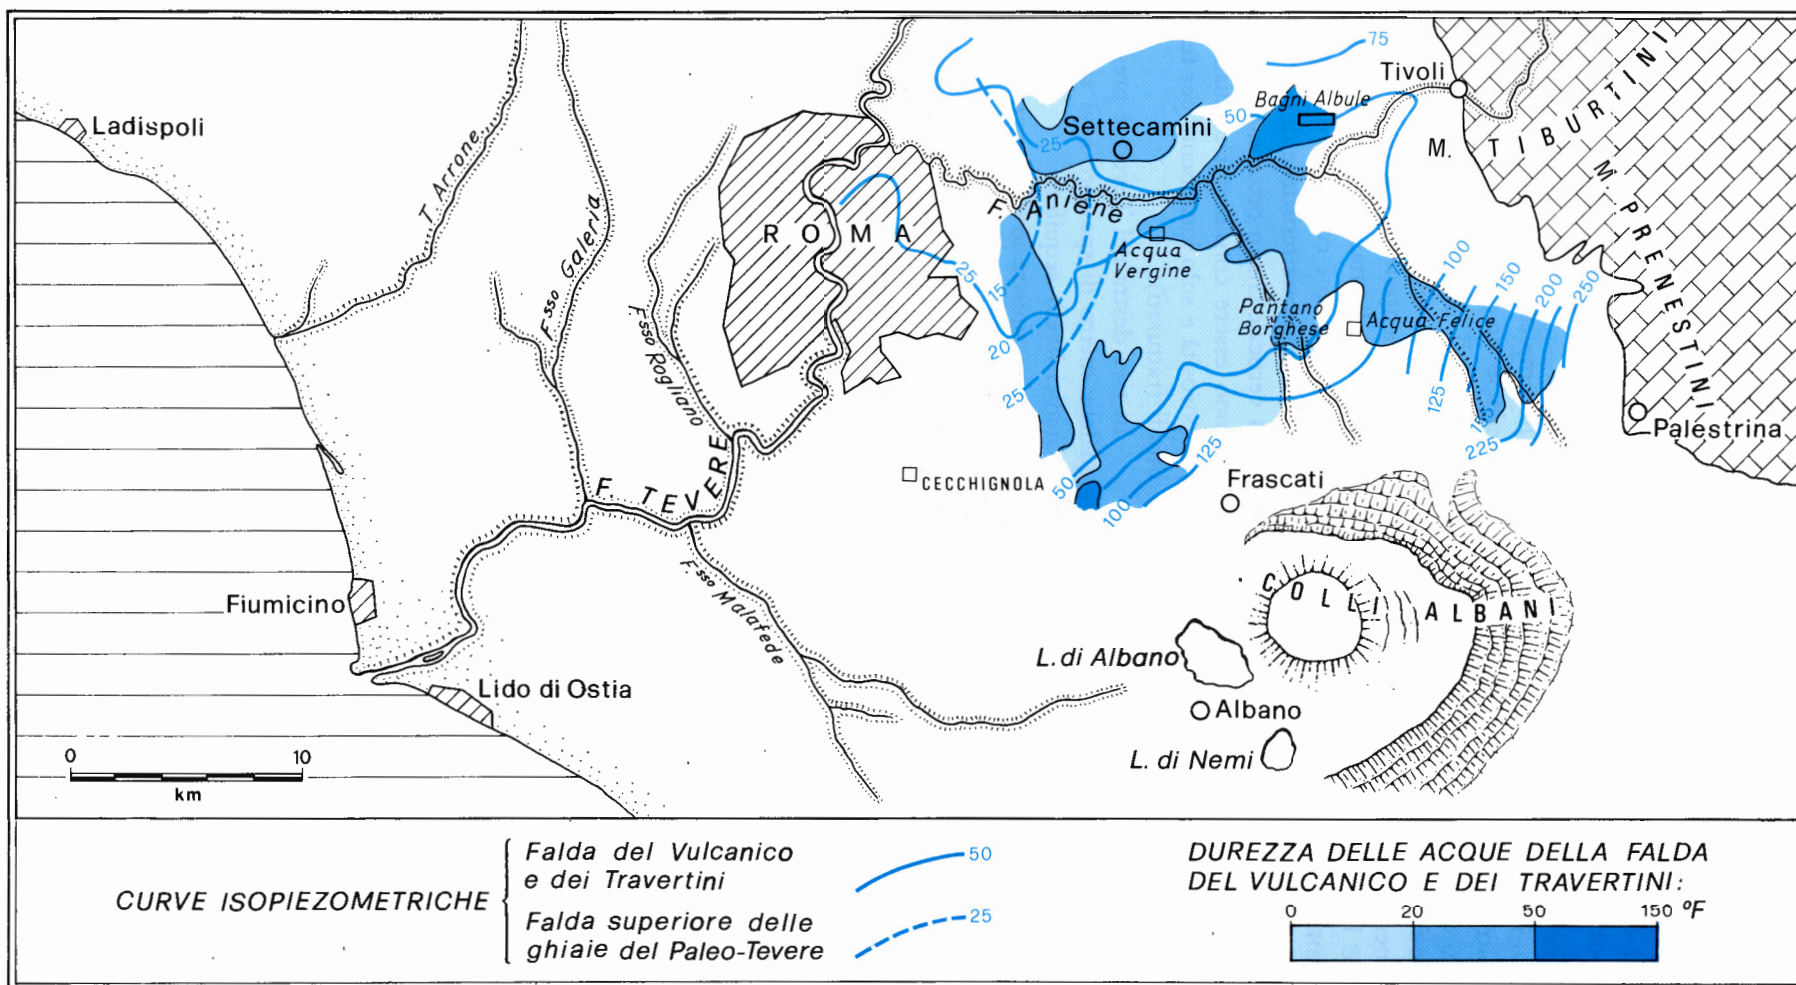 75
Tivoli
Bagni Albule
50
Ladispoli
Settecamini
25
M. TIBURTINI
T Arrone
M. PRENESTINI
F.sso Galeria
F. Aniene
ROMA
Acqua
Vergine
25
15
100
150
200
250
Pantano
Borghese
Acqua Felice
F.sso Rogliano
20
25
125
Palestrina
225
125
F. TEVERE
CECCHIGNOLA
50
100
Frascati
F.sso Malafede
COLLI ALBANI
Fiumicino
L. di Albano
Lido di Ostia
Albano
L. di Nemi
0 10
km
CURVE ISOPIEZOMETRICHE
Falda del Vulcanico
e dei Travertini
50
Falda superiore delle
ghiaie del Paleo-Tevere
25
DUREZZA DELLE ACQUE DELLA FALDA
DEL VULCANICO E DEI TRAVERTINI:
0 20 50 150 °F